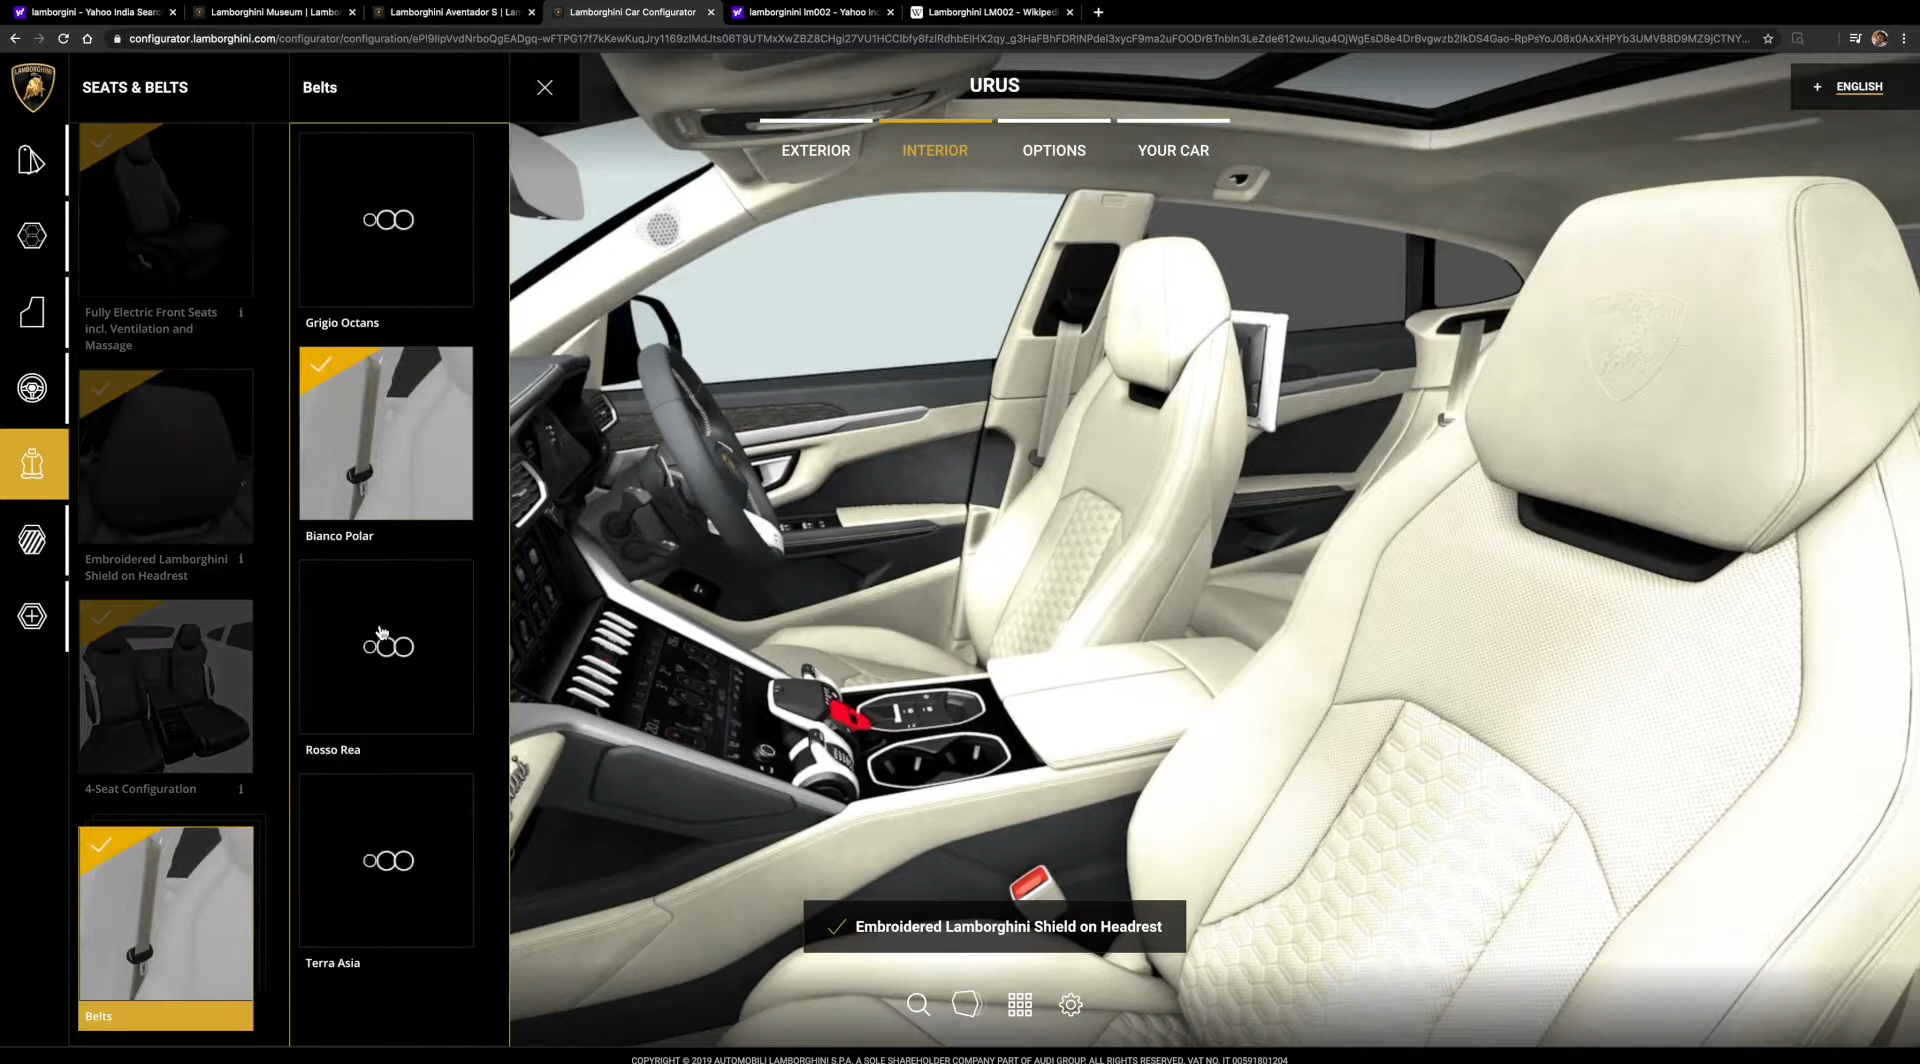 lamborgini - Yahoo India Searc
Lamborghini Museum | Lambo
Lamborghini Aventador S | Lam
Lamborghini Car Configurator
lamborginini lm002 - Yahoo Inc
Lamborghini LM002 - Wikiped
SEATS & BELTS
Belts
URUS
+ ENGLISH
EXTERIOR
INTERIOR
OPTIONS
YOUR CAR
Fully Electric Front Seats
incl. Ventilation and
Massage
Embroidered Lamborghini
Shield on Headrest
4-Seat Configuration
Belts
Grigio Octans
Bianco Polar
Rosso Rea
Terra Asia
Embroidered Lamborghini Shield on Headrest
COPYRIGHT © 2019 AUTOMOBILI LAMBORGHINI S.P.A. A SOLE SHAREHOLDER COMPANY PART OF AUDI GROUP. ALL RIGHTS RESERVED. VAT NO. IT 00591801204